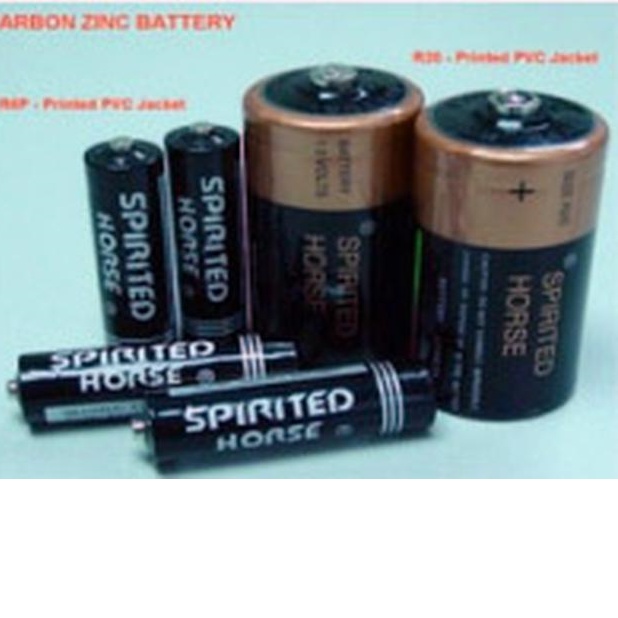 ARBON ZINC BATTERY
R20 - Printed PVC Jacket
R6P - Printed PVC Jacket
SPIRITED
HORSE
SPIRITED
HORSE
BATTERY
SPIRITED
HORSE
+
SPIRITED
HORSE
SPIRITED
HORSE
SPIRITED
HORSE